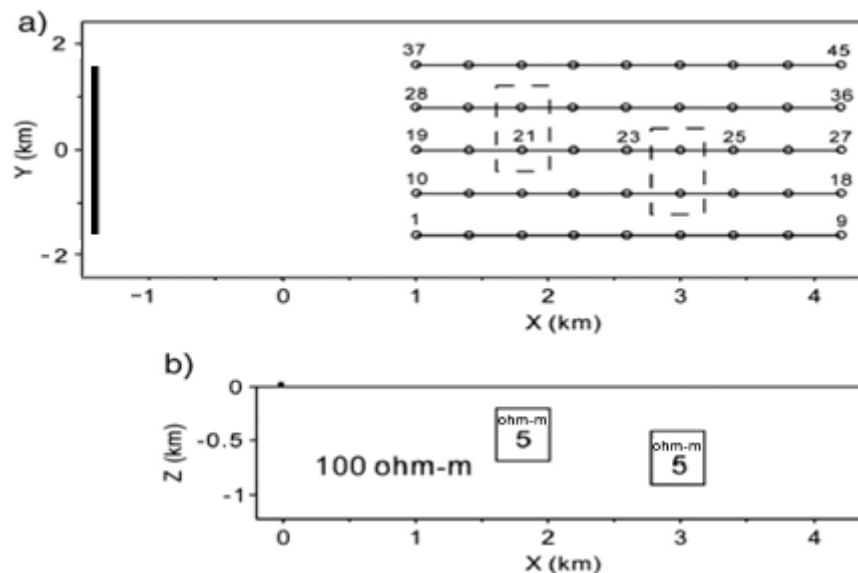 a)
2
37 45
28 36
Y (km)
0
19 21 23 25 27
10 18
1 9
−2
−1 0 1 2 3 4
X (km)
b)
0
Z (km)
-0.5
-1
ohm-m
5
ohm-m
5
100 ohm-m
0 1 2 3 4
X (km)